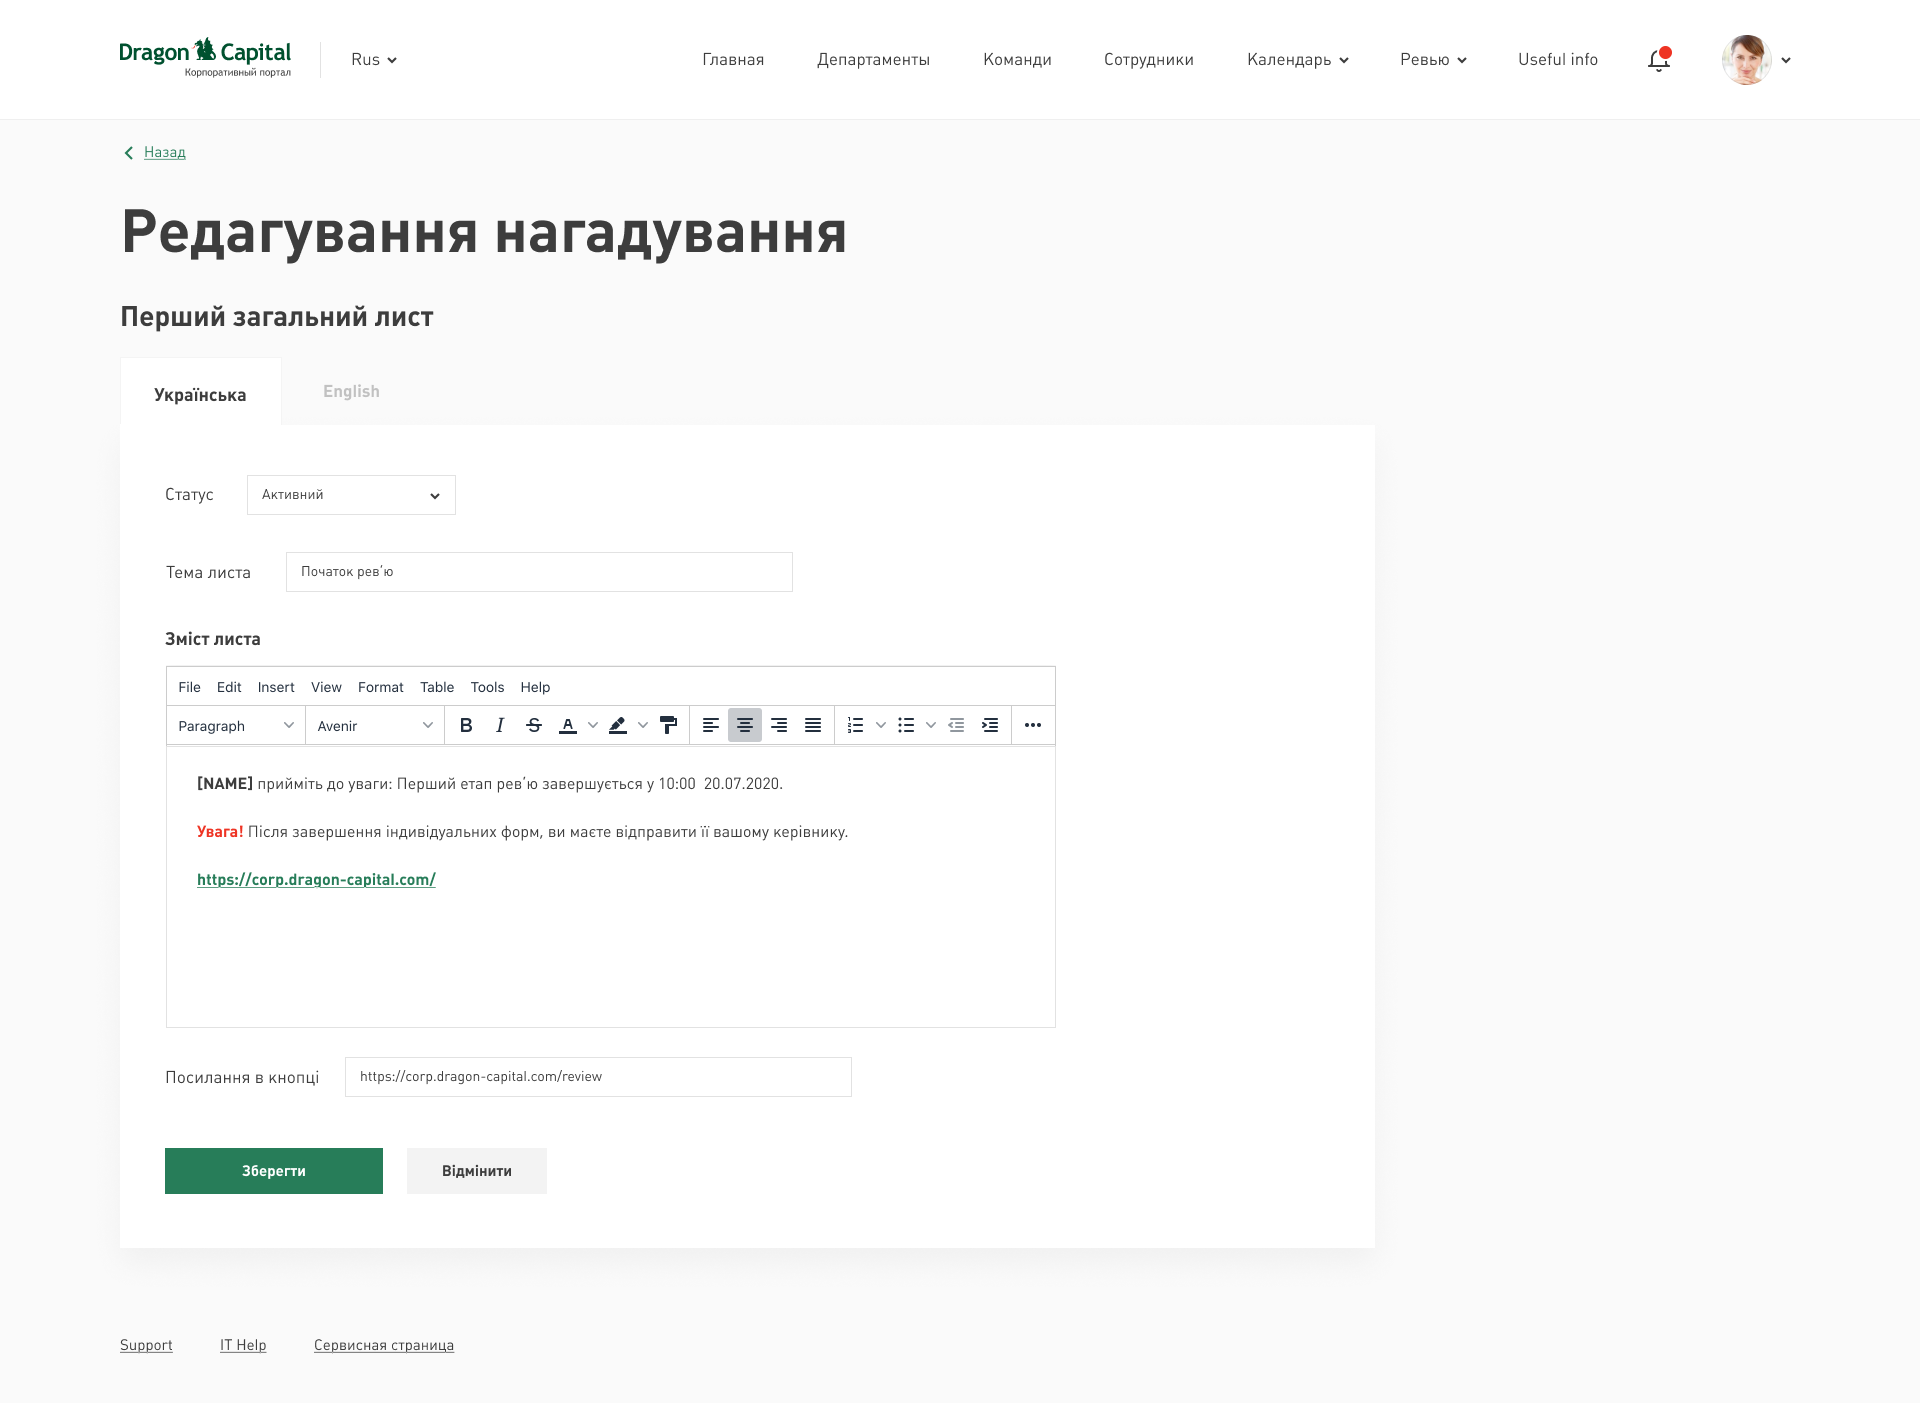 Dragon Capital
Корпоративный портал
Rus
Главная
Департаменты
Команди
Сотрудники
Календарь
Ревью
Useful info
Назад
Редагування нагадування
Перший загальний лист
Українська
English
Статус
Активний
Тема листа
Початок рев’ю
Зміст листа
File Edit Insert View Format Table Tools Help
Paragraph
Avenir
[NAME] прийміть до уваги: Перший етап рев’ю завершується у 10:00  20.07.2020.
Увага! Після завершення індивідуальних форм, ви маєте відправити її вашому керівнику.
https://corp.dragon-capital.com/
Посилання в кнопці
https://corp.dragon-capital.com/review
Зберегти
Відмінити
Support
IT Help
Сервисная страница